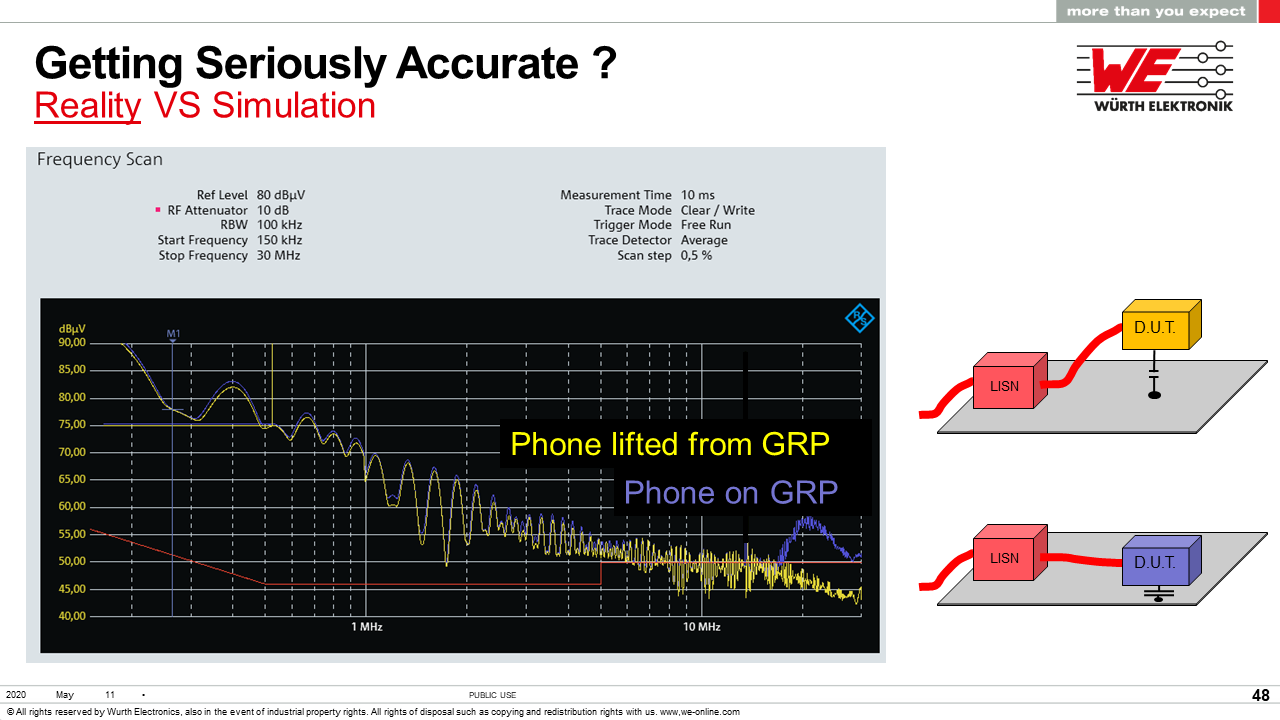 more than you expect
Getting Seriously Accurate ?
Reality VS Simulation
WE
WÜRTH ELEKTRONIK
Frequency Scan
Ref Level 80 dBµV
RF Attenuator 10 dB
RBW 100 kHz
Start Frequency 150 kHz
Stop Frequency 30 MHz
Measurement Time 10 ms
Trace Mode Clear / Write
Trigger Mode Free Run
Trace Detector Average
Scan step 0,5 %
R S
dBµV
M1
90,00
85,00
80,00
75,00
70,00
65,00
60,00
55,00
50,00
45,00
40,00
1 MHz
10 MHz
Phone lifted from GRP
Phone on GRP
D.U.T.
LISN
LISN
D.U.T.
2020 May 11 •
PUBLIC USE
48
© All rights reserved by Wurth Electronics, also in the event of industrial property rights. All rights of disposal such as copying and redistribution rights with us. www,we-online.com